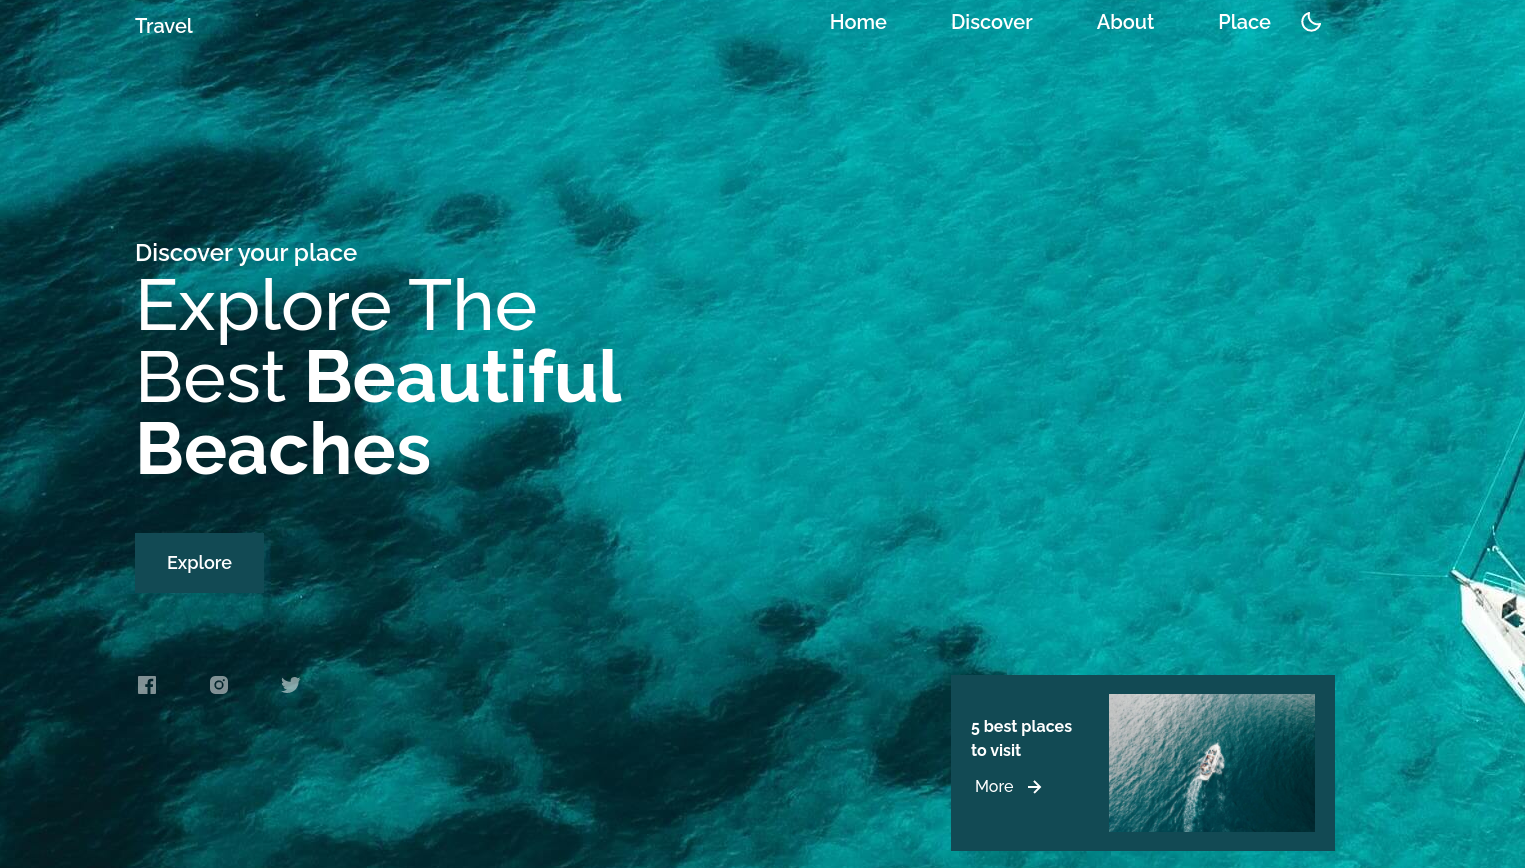 Travel
Home
Discover
About
Place
Discover your place
Explore The
Best Beautiful
Beaches
Explore
5 best places
to visit
More